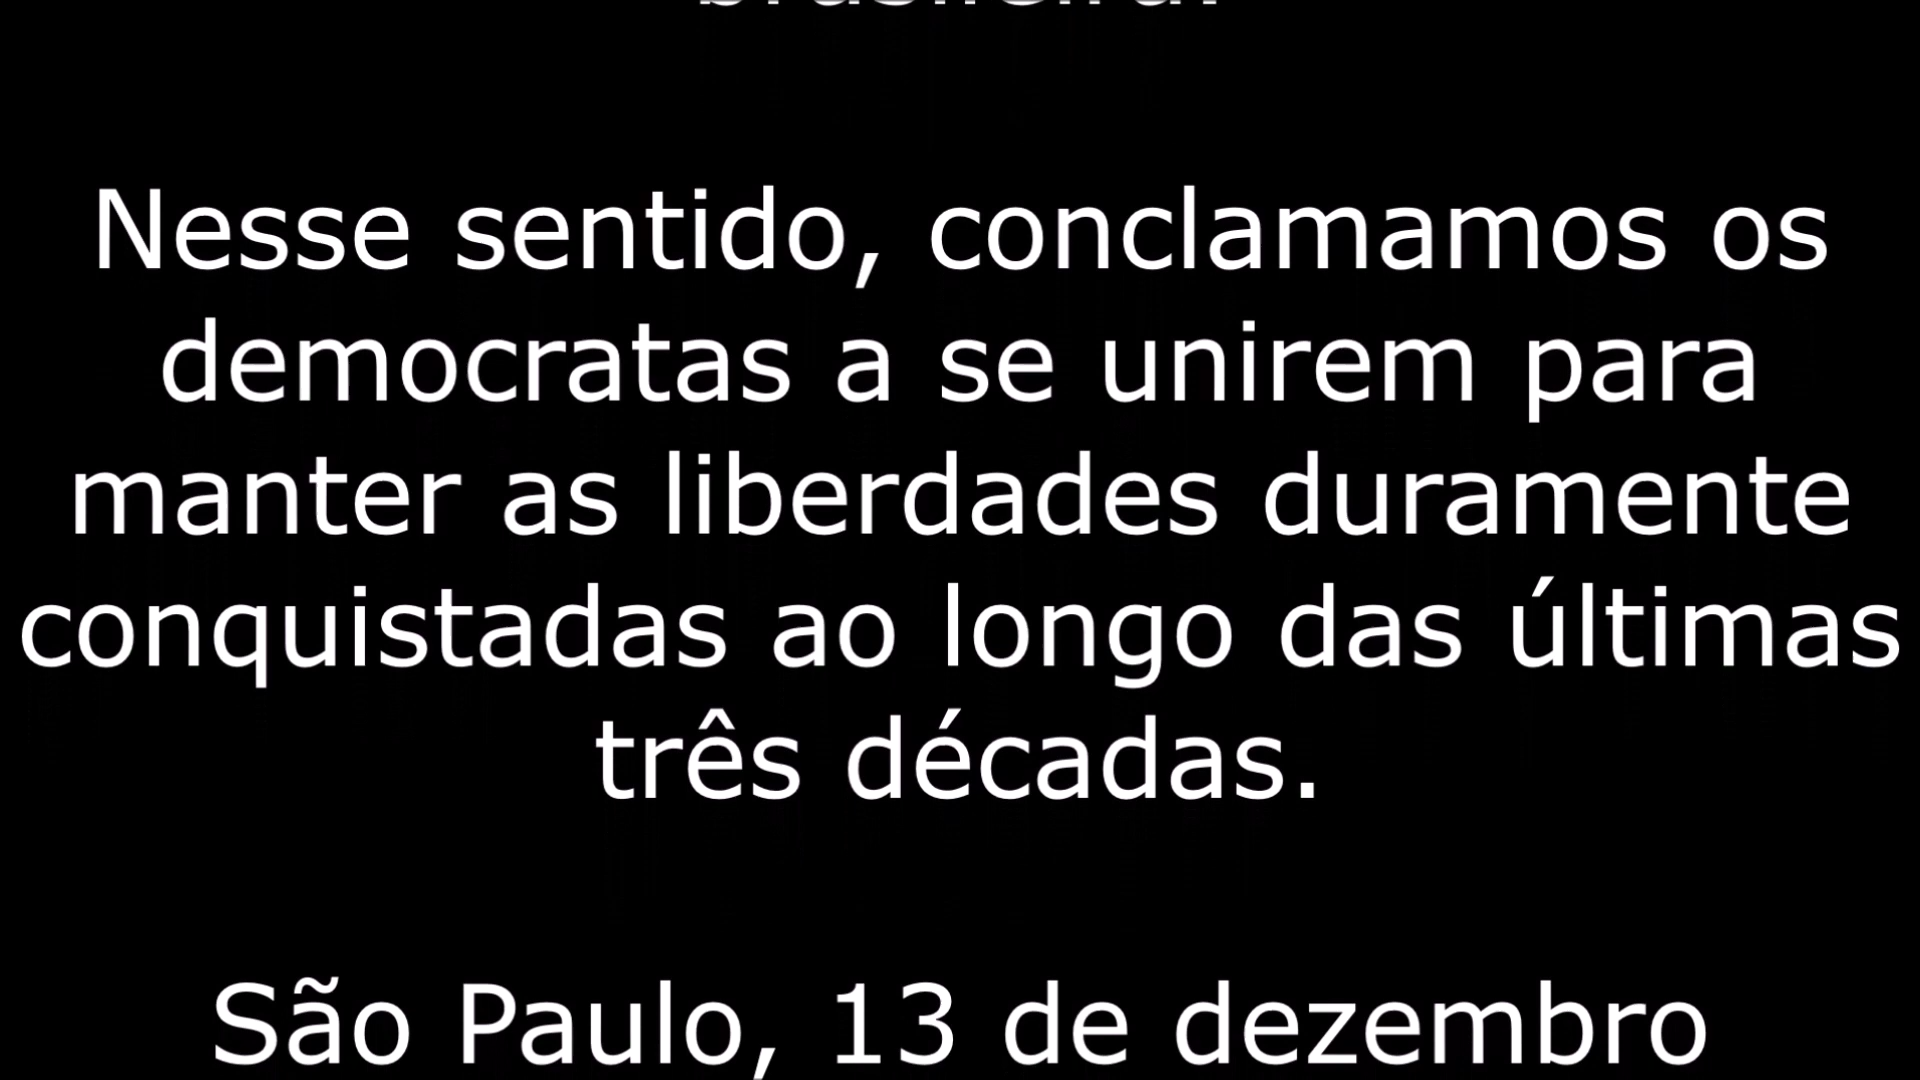 brasileira.
Nesse sentido, conclamamos os
democratas a se unirem para
manter as liberdades duramente
conquistadas ao longo das últimas
três décadas.
São Paulo, 13 de dezembro